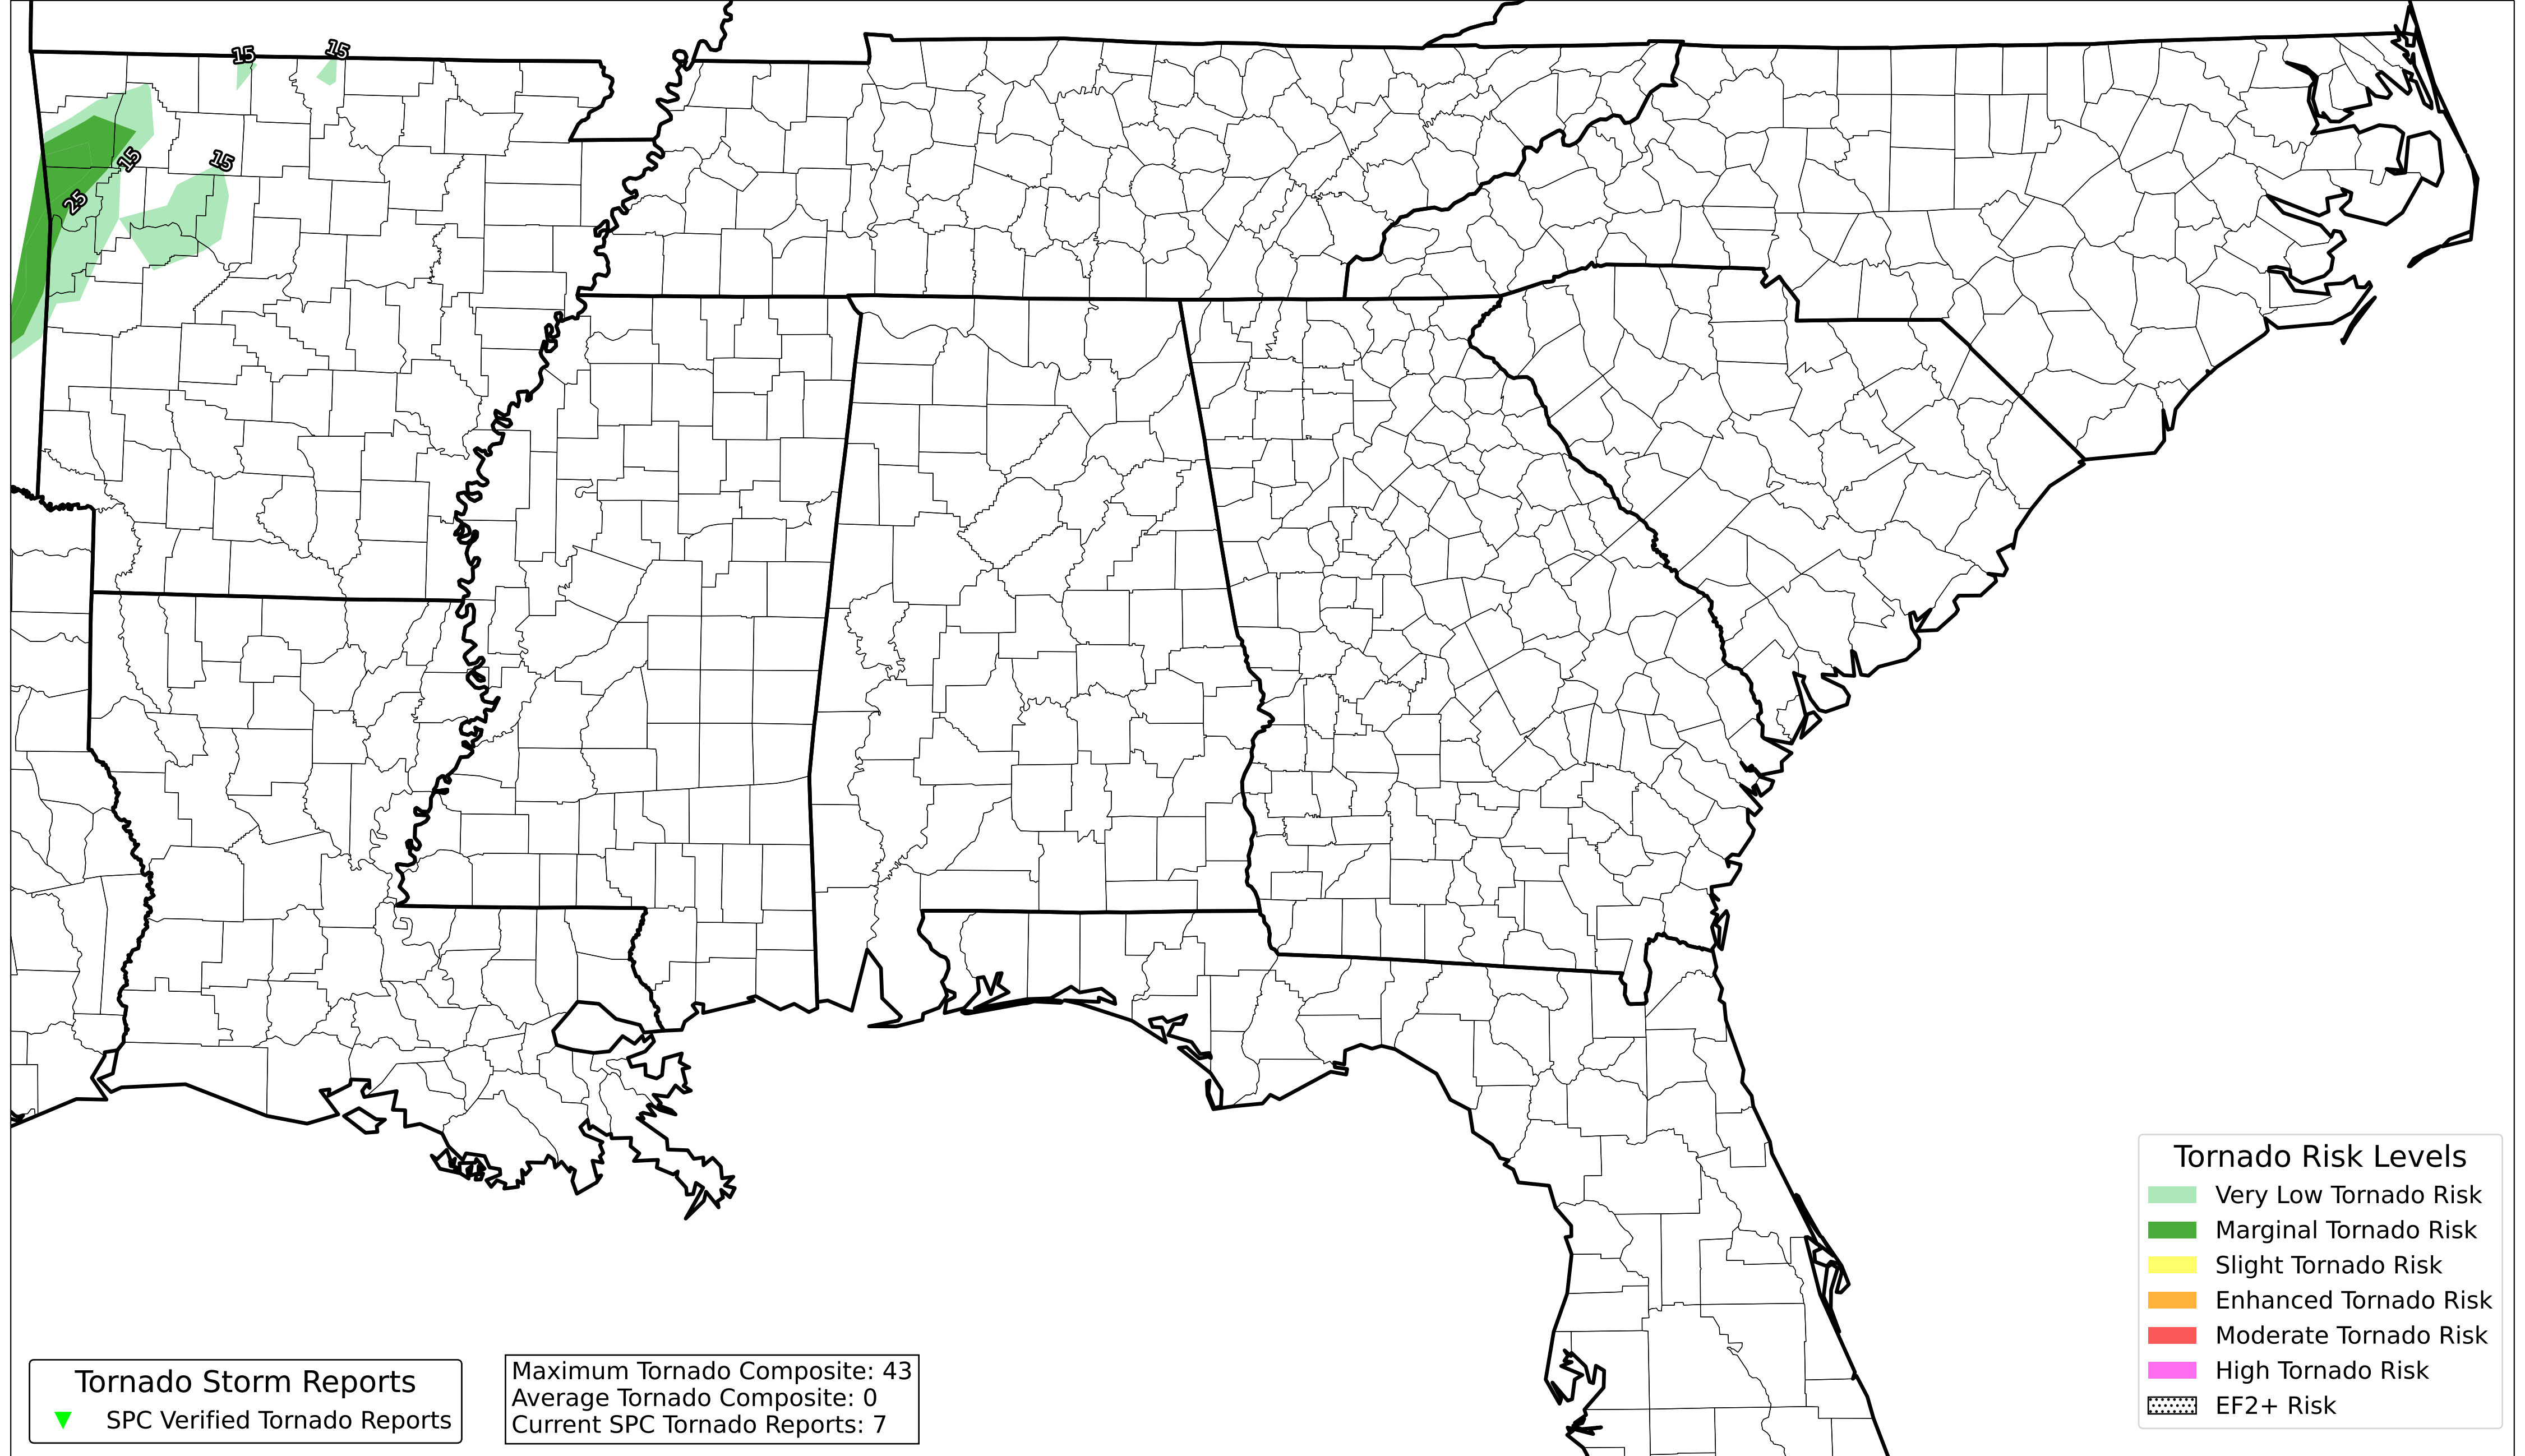 15
15
15
15
25
Tornado Risk Levels
Very Low Tornado Risk
Marginal Tornado Risk
Slight Tornado Risk
Enhanced Tornado Risk
Moderate Tornado Risk
High Tornado Risk
EF2+ Risk
Tornado Storm Reports
SPC Verified Tornado Reports
Maximum Tornado Composite: 43
Average Tornado Composite: 0
Current SPC Tornado Reports: 7